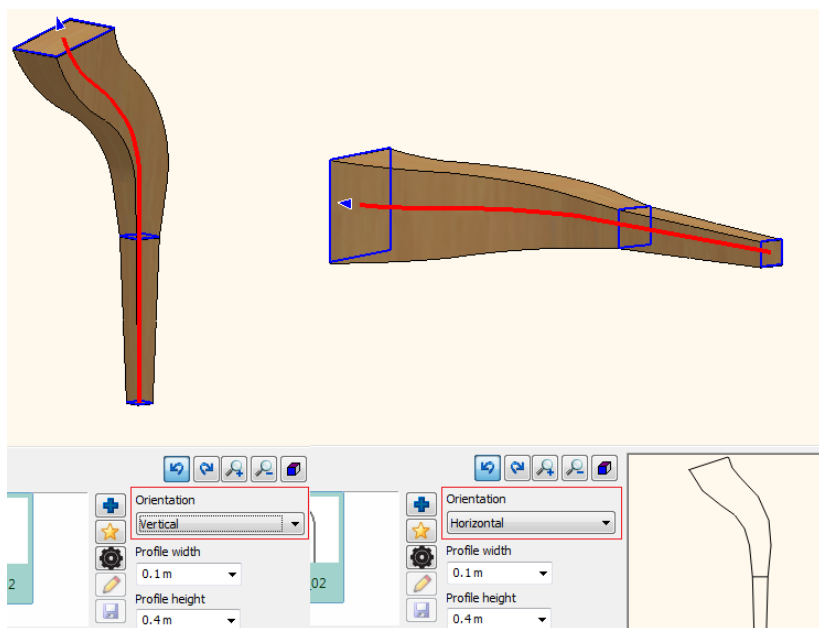 Orientation
Vertical
Profile width
0.1 m
Profile height
0.4 m
2
Orientation
Horizontal
Profile width
0.1 m
Profile height
0.4 m
_02